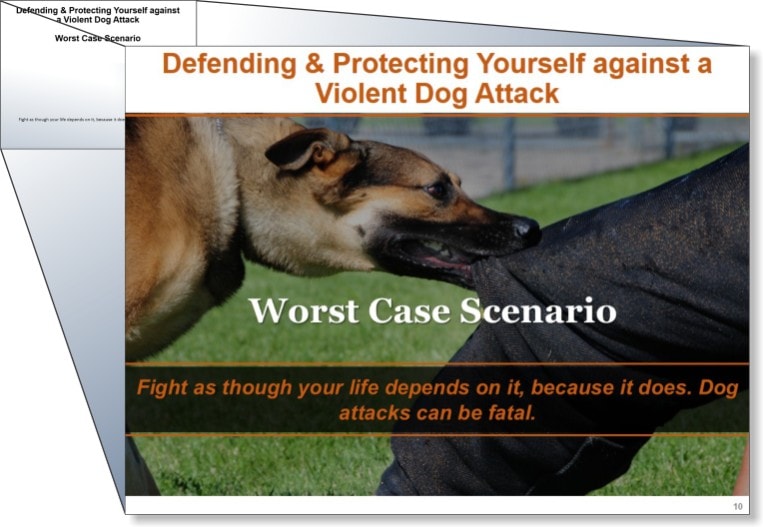 Defending & Protecting Yourself against
a Violent Dog Attack
Worst Case Scenario
Fight as though your life depends on it, because it does
Defending & Protecting Yourself against a
Violent Dog Attack
Worst Case Scenario
Fight as though your life depends on it, because it does. Dog
attacks can be fatal.
10